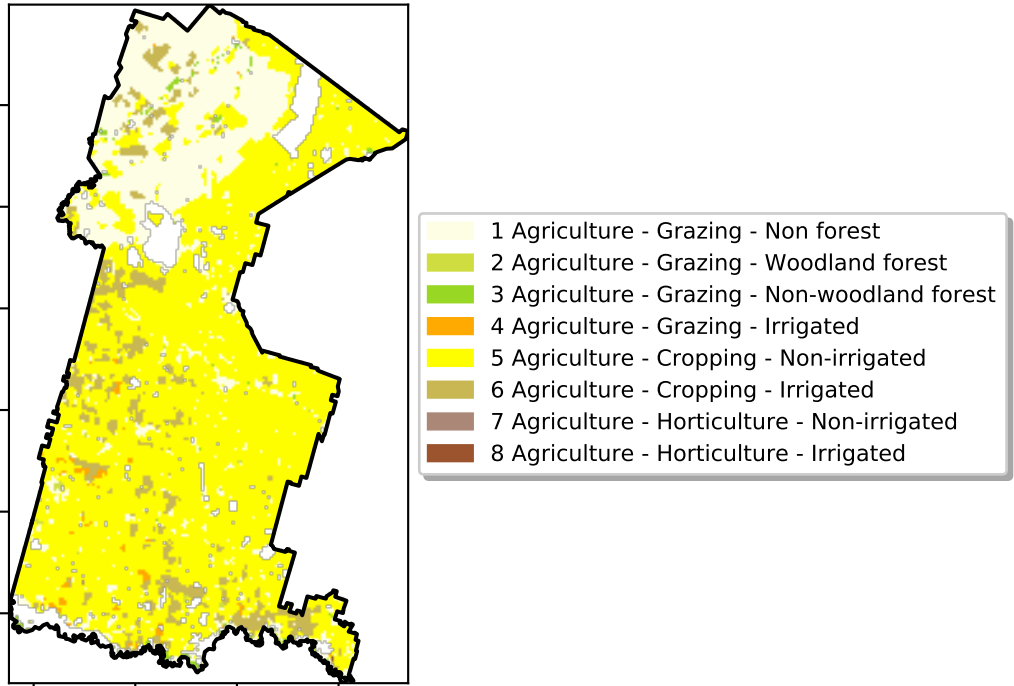 1 Agriculture - Grazing - Non forest
2 Agriculture - Grazing - Woodland forest
3 Agriculture - Grazing - Non-woodland forest
4 Agriculture - Grazing - Irrigated
5 Agriculture - Cropping - Non-irrigated
6 Agriculture - Cropping - Irrigated
7 Agriculture - Horticulture - Non-irrigated
8 Agriculture - Horticulture - Irrigated